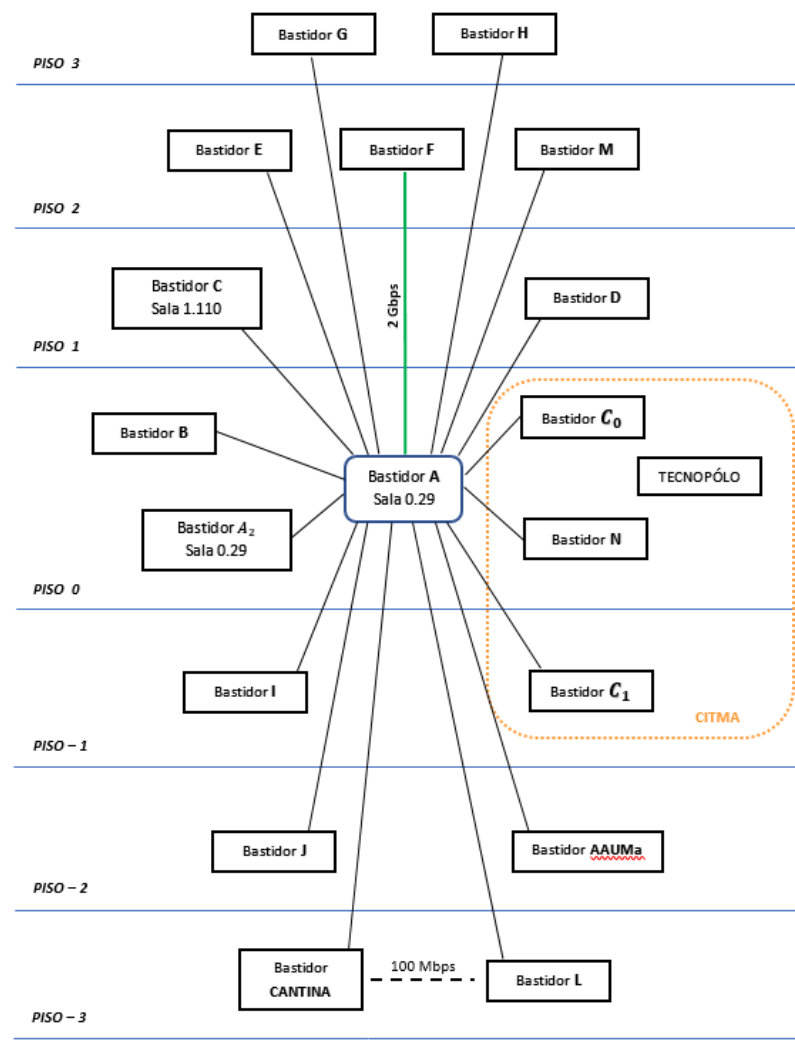 Bastidor G
Bastidor H
PISO 3
Bastidor E
Bastidor F
Bastidor M
PISO 2
Bastidor C
Sala 1.110
2 Gbps
Bastidor D
PISO 1
Bastidor B
Bastidor A
Sala 0.29
Bastidor C₀
TECNOPÓLO
Bastidor A₂
Sala 0.29
Bastidor N
PISO 0
Bastidor I
Bastidor C₁
CITMA
PISO – 1
Bastidor J
Bastidor AAUMa
PISO – 2
Bastidor
CANTINA
100 Mbps
Bastidor L
PISO – 3